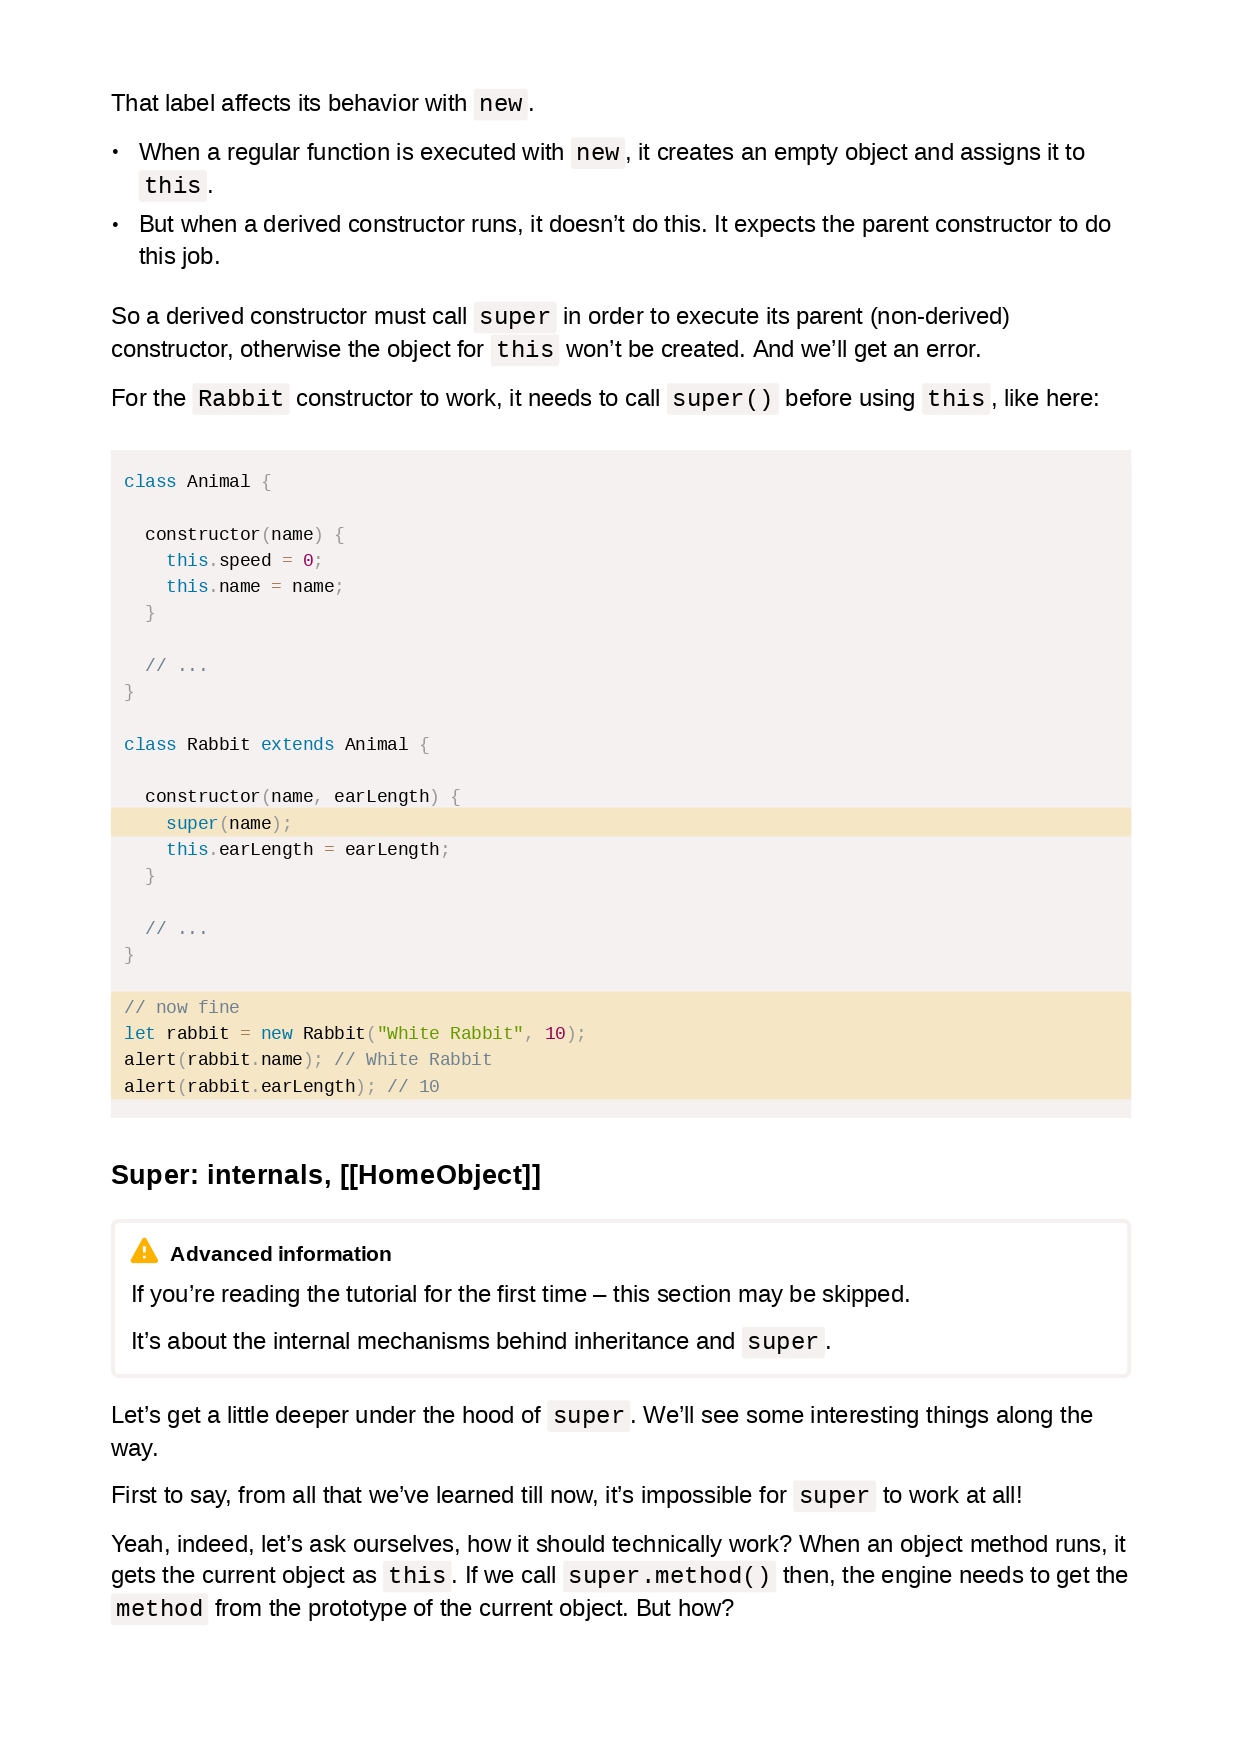 That label affects its behavior with new.
• When a regular function is executed with new, it creates an empty object and assigns it to
this.
• But when a derived constructor runs, it doesn’t do this. It expects the parent constructor to do
this job.
So a derived constructor must call super in order to execute its parent (non-derived)
constructor, otherwise the object for this won’t be created. And we’ll get an error.
For the Rabbit constructor to work, it needs to call super() before using this, like here:
class Animal {
  constructor(name) {
    this.speed = 0;
    this.name = name;
  }
  // ...
}
class Rabbit extends Animal {
  constructor(name, earLength) {
    super(name);
    this.earLength = earLength;
  }
  // ...
}
// now fine
let rabbit = new Rabbit("White Rabbit", 10);
alert(rabbit.name); // White Rabbit
alert(rabbit.earLength); // 10
Super: internals, [[HomeObject]]
Advanced information
If you’re reading the tutorial for the first time – this section may be skipped.
It’s about the internal mechanisms behind inheritance and super.
Let’s get a little deeper under the hood of super. We’ll see some interesting things along the
way.
First to say, from all that we’ve learned till now, it’s impossible for super to work at all!
Yeah, indeed, let’s ask ourselves, how it should technically work? When an object method runs, it
gets the current object as this. If we call super.method() then, the engine needs to get the
method from the prototype of the current object. But how?